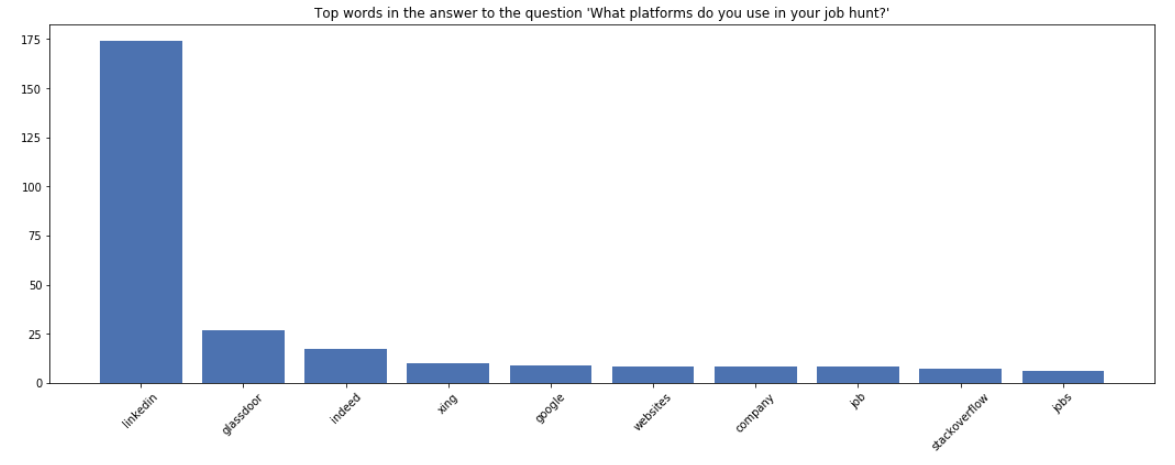 Top words in the answer to the question 'What platforms do you use in your job hunt?'
175
150
125
100
75
50
25
0
linkedin
glassdoor
indeed
xing
google
websites
company
job
stackoverflow
jobs